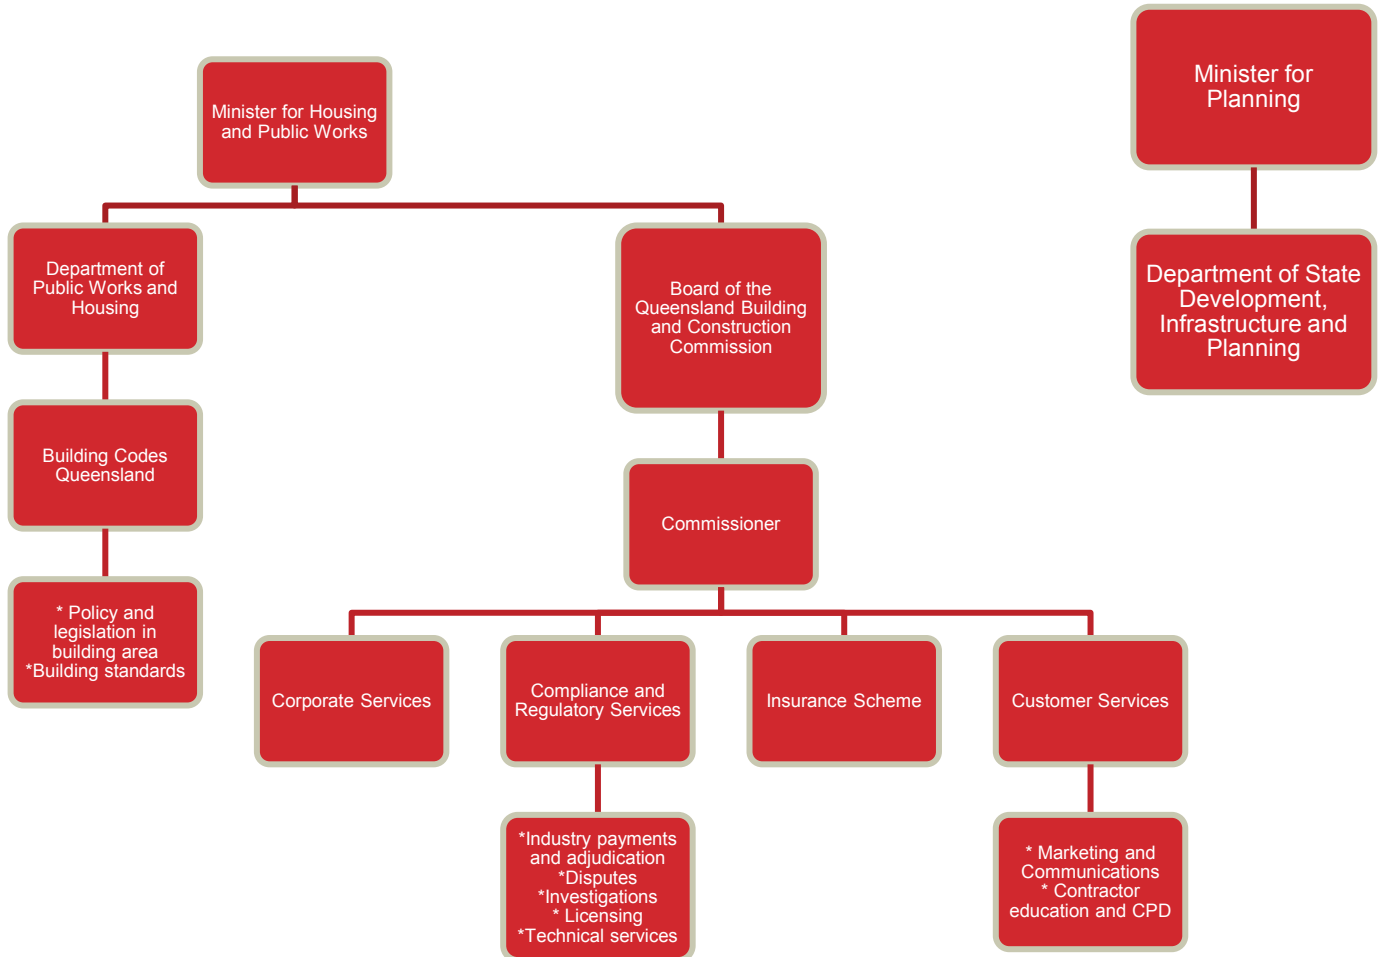 Minister for Housing
and Public Works
Minister for
Planning
Department of
Public Works and
Housing
Board of the
Queensland Building
and Construction
Commission
Department of State
Development,
Infrastructure and
Planning
Building Codes
Queensland
Commissioner
* Policy and
legislation in
building area
*Building standards
Corporate Services
Compliance and
Regulatory Services
Insurance Scheme
Customer Services
*Industry payments
and adjudication
*Disputes
*Investigations
* Licensing
*Technical services
* Marketing and
Communications
* Contractor
education and CPD